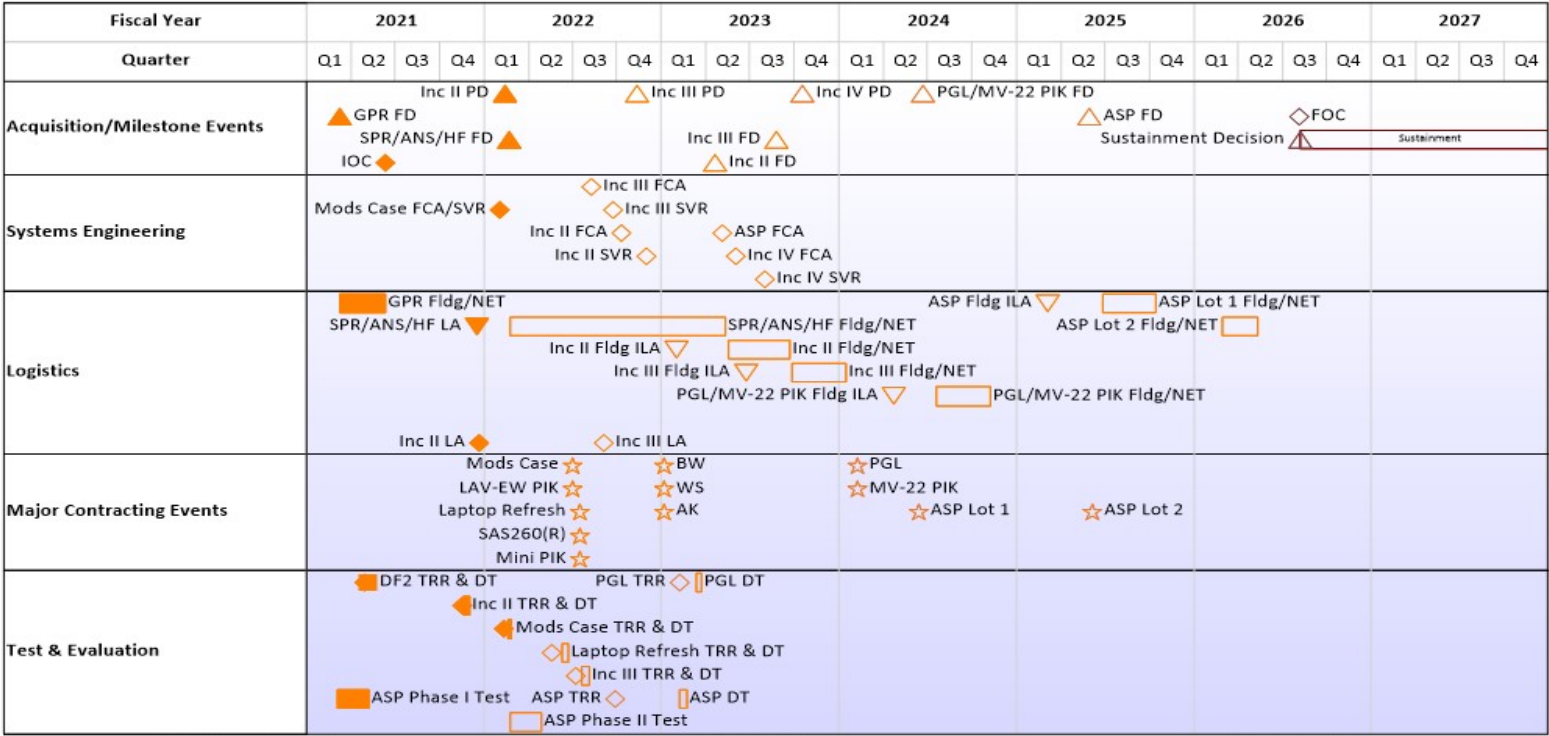 Fiscal Year 2021 2022 2023 2024 2025 2026 2027
Quarter Q1 Q2 Q3 Q4 Q1 Q2 Q3 Q4 Q1 Q2 Q3 Q4 Q1 Q2 Q3 Q4 Q1 Q2 Q3 Q4 Q1 Q2 Q3 Q4 Q1 Q2 Q3 Q4
Acquisition/Milestone Events
Inc II PD Inc III PD Inc IV PD PGL/MV-22 PIK FD
GPR FD ASP FD FOC
SPR/ANS/HF FD Inc III FD Sustainment Decision Sustainment
IOC Inc II FD
Systems Engineering
Inc III FCA
Mods Case FCA/SVR Inc III SVR
Inc II FCA ASP FCA
Inc II SVR Inc IV FCA
Inc IV SVR
Logistics
GPR Fldg/NET ASP Fldg ILA ASP Lot 1 Fldg/NET
SPR/ANS/HF LA SPR/ANS/HF Fldg/NET ASP Lot 2 Fldg/NET
Inc II Fldg ILA Inc II Fldg/NET
Inc III Fldg ILA Inc III Fldg/NET
PGL/MV-22 PIK Fldg ILA PGL/MV-22 PIK Fldg/NET
Inc II LA Inc III LA
Major Contracting Events
Mods Case BW PGL
LAV-EW PIK WS MV-22 PIK
Laptop Refresh AK ASP Lot 1 ASP Lot 2
SAS260(R)
Mini PIK
Test & Evaluation
DF2 TRR & DT PGL TRR PGL DT
Inc II TRR & DT
Mods Case TRR & DT
Laptop Refresh TRR & DT
Inc III TRR & DT
ASP Phase I Test ASP TRR ASP DT
ASP Phase II Test